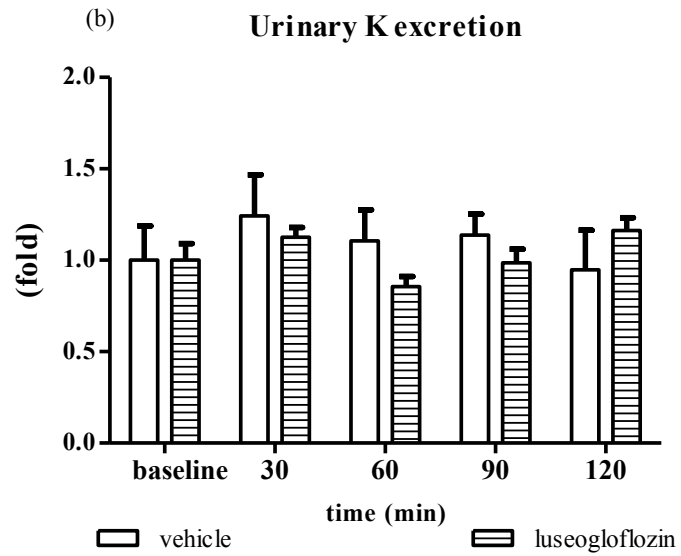 (b)
Urinary K excretion
2.0
1.5
1.0
0.5
0.0
(fold)
baseline 30 60 90 120
time (min)
vehicle luseogloflozin